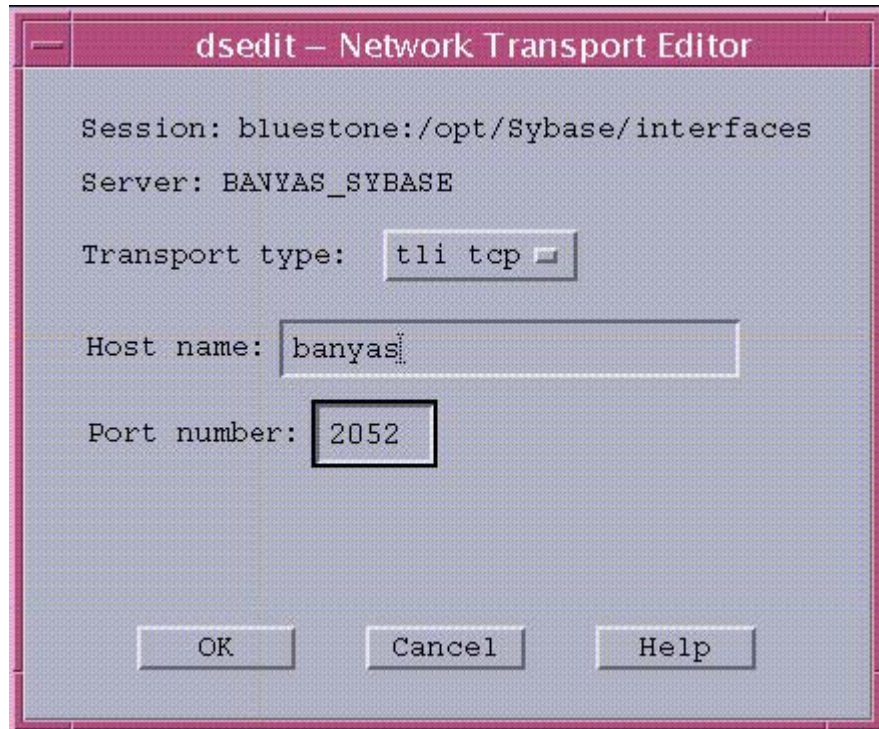 dsedit – Network Transport Editor
Session: bluestone:/opt/Sybase/interfaces
Server: BANYAS_SYBASE
Transport type: tli tcp
Host name: banyas
Port number: 2052
OK Cancel Help